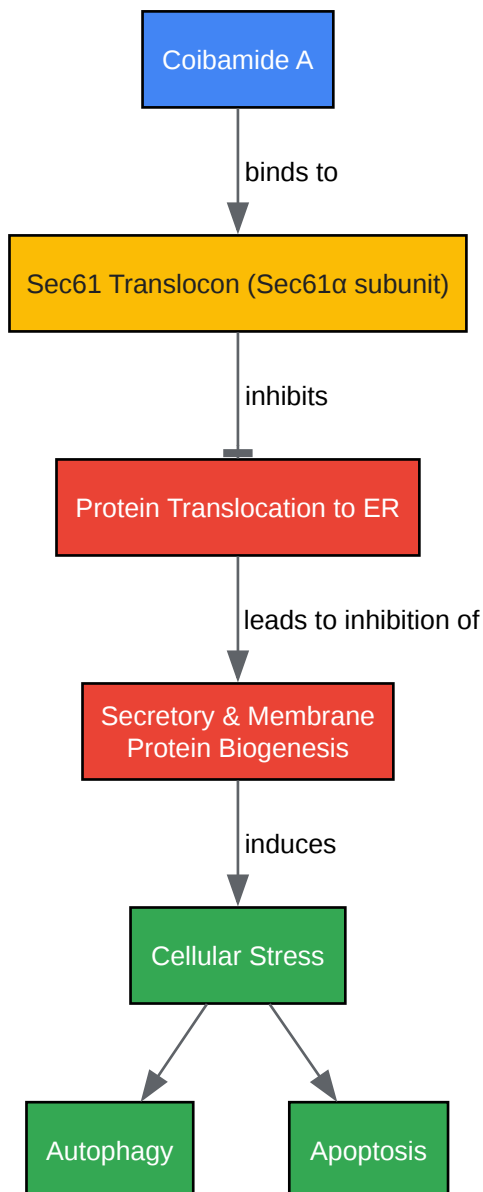 Coibamide A
binds to
Sec61 Translocon (Sec61α subunit)
inhibits
Protein Translocation to ER
leads to inhibition of
Secretory & Membrane
Protein Biogenesis
induces
Cellular Stress
Autophagy
Apoptosis